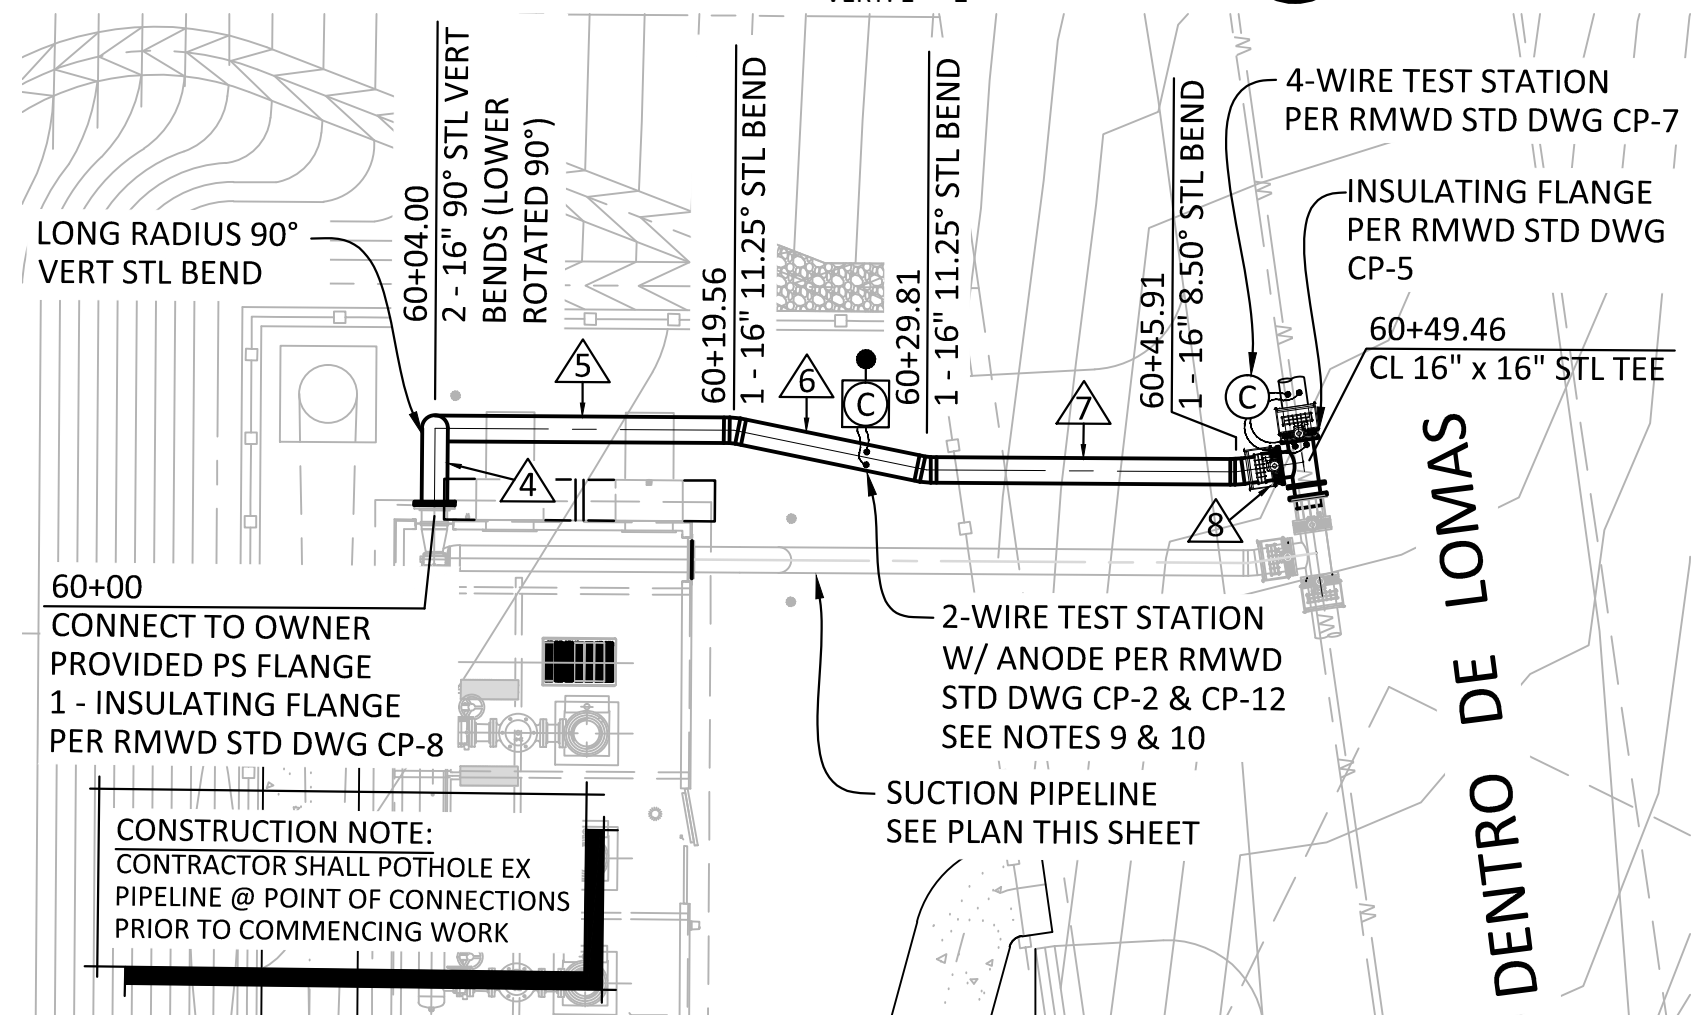 60+04.00
2 - 16" 90° STL VERT
BENDS (LOWER
ROTATED 90°)
60+19.56
1 - 16" 11.25° STL BEND
60+29.81
1 - 16" 11.25° STL BEND
60+45.91
1 - 16" 8.50° STL BEND
4-WIRE TEST STATION
PER RMWD STD DWG CP-7
INSULATING FLANGE
PER RMWD STD DWG
CP-5
60+49.46
CL 16" x 16" STL TEE
LONG RADIUS 90°
VERT STL BEND
5
6
C
7
C
4
8
60+00
CONNECT TO OWNER
PROVIDED PS FLANGE
1 - INSULATING FLANGE
PER RMWD STD DWG CP-8
2-WIRE TEST STATION
W/ ANODE PER RMWD
STD DWG CP-2 & CP-12
SEE NOTES 9 & 10
SUCTION PIPELINE
SEE PLAN THIS SHEET
CONSTRUCTION NOTE:
CONTRACTOR SHALL POTHOLE EX
PIPELINE @ POINT OF CONNECTIONS
PRIOR TO COMMENCING WORK
DENTRO DE LOMAS